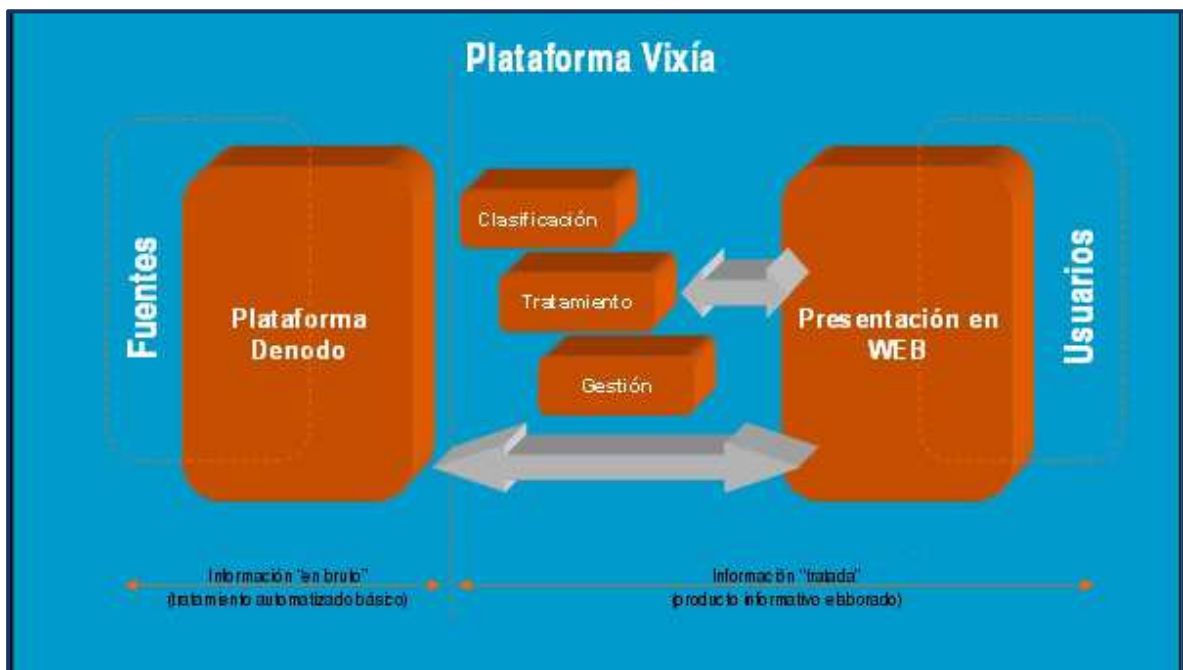 Plataforma Vixía
Fuentes
Plataforma
Denodo
Clasificación
Tratamiento
Gestión
Presentación en
WEB
Usuarios
Información "en bruto"
(tratamiento automatizado básico)
Información "tratada"
(producto informativo elaborado)